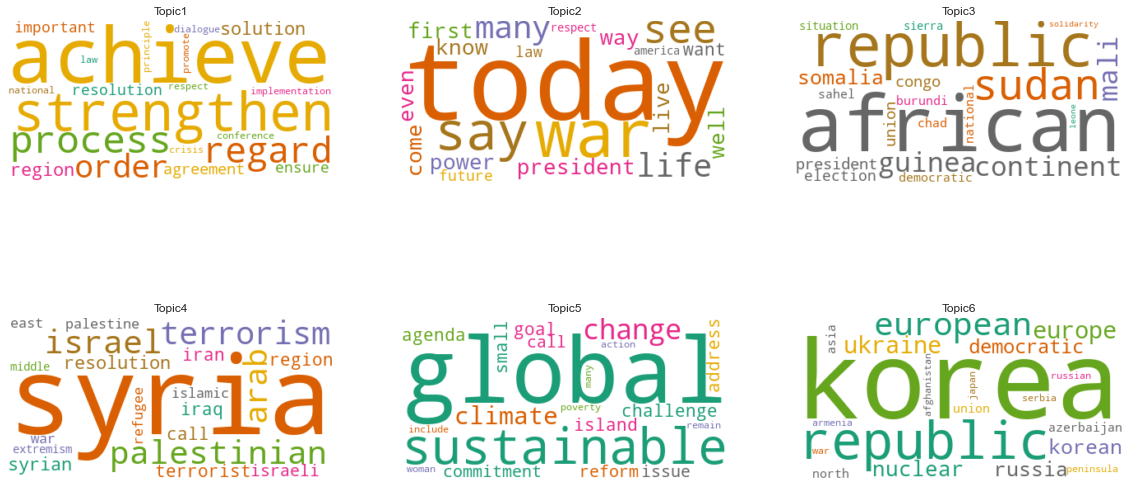 Topic1
important dialogue solution
achieve
law principle promote
national resolution respect implementation
strengthen
process conference
crisis regard
region order agreement ensure
Topic2
first many respect way see
know law america want
today
even live
say war well
come power president life
future
Topic3
situation sierra solidarity
republic mali
somalia congo sudan
sahel burundi national leone
african
union chad
president guinea continent
election democratic
Topic4
east palestine terrorism
israel iran region
middle resolution arab
syria
refugee islamic
iraq
war call
extremism palestinian
syrian terrorist israeli
Topic5
agenda small goal change address
call action
global
many
climate poverty challenge
include island remain
sustainable
woman commitment reform issue
Topic6
asia european europe
ukraine democratic
korea
afghanistan japan russian
union serbia
armenia azerbaijan
republic korean
war
north nuclear russia peninsula